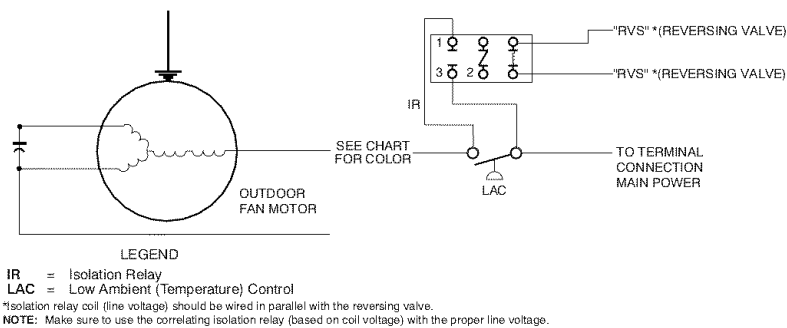 "RVS" *(REVERSING VALVE)
1
3 2
"RVS" *(REVERSING VALVE)
IR
SEE CHART
FOR COLOR
TO TERMINAL
CONNECTION
MAIN POWER
LAC
OUTDOOR
FAN MOTOR
LEGEND
IR = Isolation Relay
LAC = Low Ambient (Temperature) Control
*Isolation relay coil (line voltage) should be wired in parallel with the reversing valve.
NOTE: Make sure to use the correlating isolation relay (based on coil voltage) with the proper line voltage.